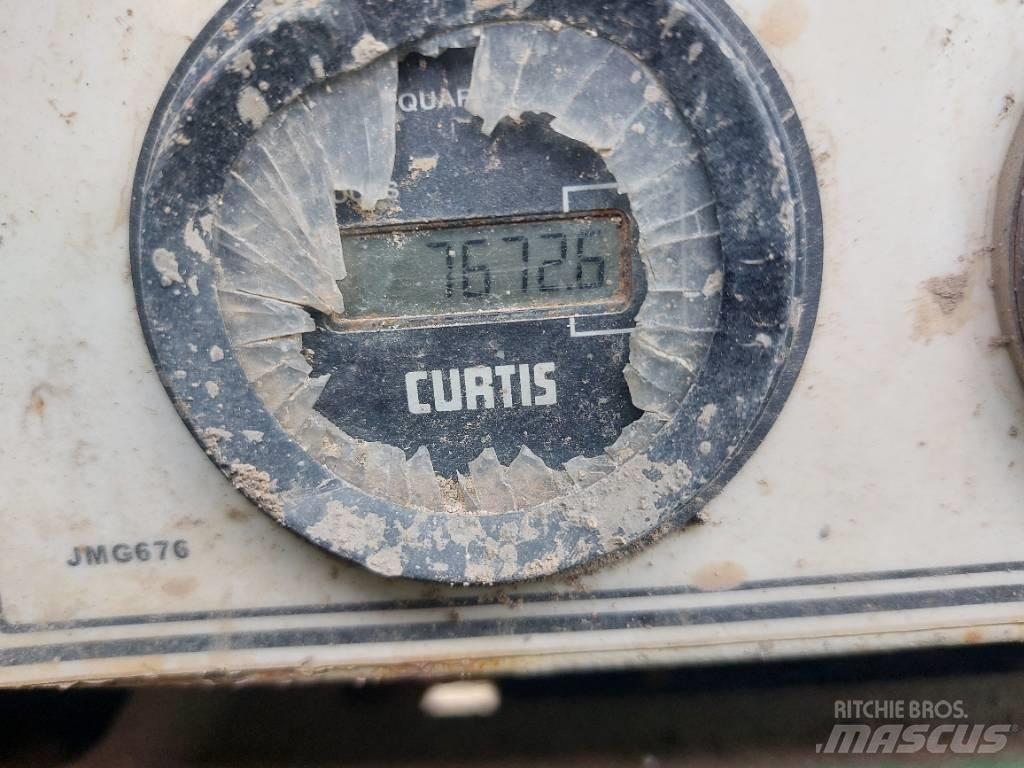 QUAR
7672.6
CURTIS
JMG676
RITCHIE BROS.
MASCUS